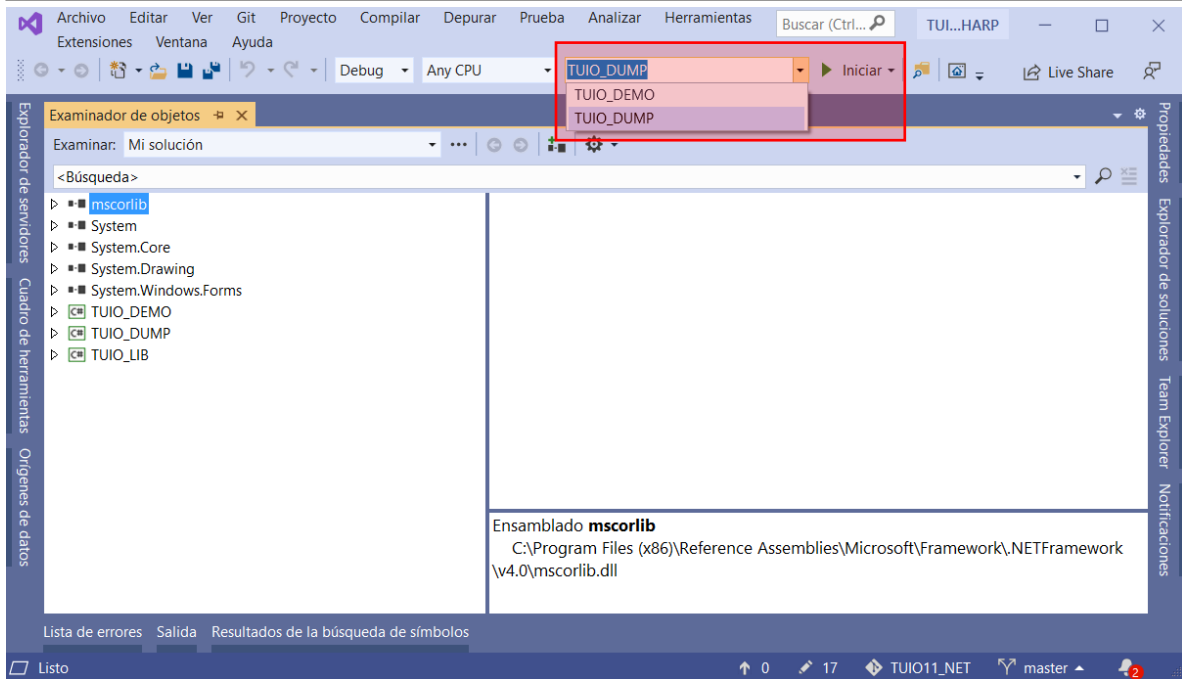 Archivo Editar Ver Git Proyecto Compilar Depurar Prueba Analizar Herramientas Buscar (Ctrl... TUI...HARP
Extensiones Ventana Ayuda
Debug Any CPU TUIO_DUMP Iniciar Live Share
TUIO_DEMO
TUIO_DUMP
Examinador de objetos
Examinar: Mi solución
<Búsqueda>
mscorlib
System
System.Core
System.Drawing
System.Windows.Forms
TUIO_DEMO
TUIO_DUMP
TUIO_LIB
Ensamblado mscorlib
C:\Program Files (x86)\Reference Assemblies\Microsoft\Framework\.NETFramework
\v4.0\mscorlib.dll
Explorador de servidores
Cuadro de herramientas
Orígenes de datos
Propiedades
Explorador de soluciones
Team Explorer
Notificaciones
Lista de errores Salida Resultados de la búsqueda de símbolos
Listo 0 17 TUIO11_NET master 2